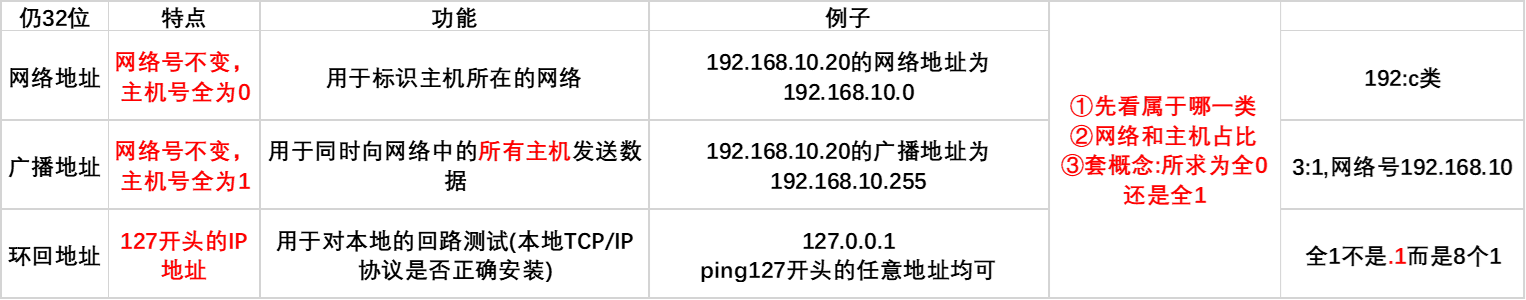 仍32位
特点
功能
例子
网络地址
网络号不变，
主机号全为0
用于标识主机所在的网络
192.168.10.20的网络地址为
192.168.10.0
192:c类
广播地址
网络号不变，
主机号全为1
用于同时向网络中的所有主机发送数
据
192.168.10.20的广播地址为
192.168.10.255
①先看属于哪一类
②网络和主机占比
③套概念:所求为全0
还是全1
3:1,网络号192.168.10
环回地址
127开头的IP
地址
用于对本地的回路测试(本地TCP/IP
协议是否正确安装)
127.0.0.1
ping127开头的任意地址均可
全1不是.1而是8个1